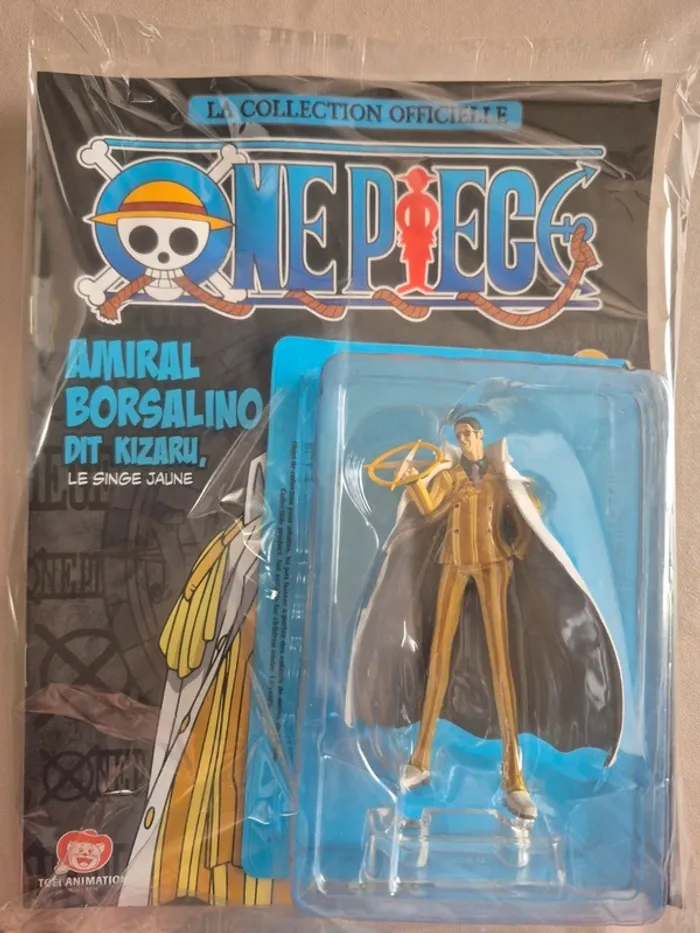 LA COLLECTION OFFICIELLE
ONE PIECE
AMIRAL
BORSALINO
DIT KIZARU,
LE SINGE JAUNE
TOEI ANIMATION